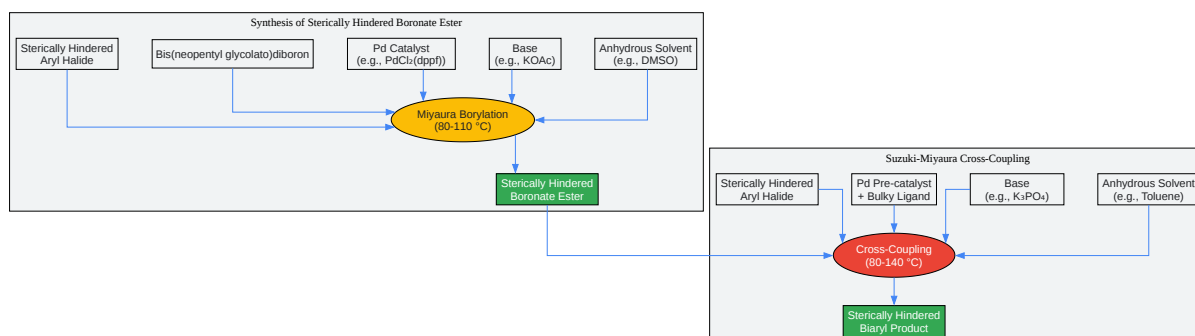 Synthesis of Sterically Hindered Boronate Ester
Sterically Hindered
Aryl Halide
Bis(neopentyl glycolato)diboron
Pd Catalyst
(e.g., PdCl₂(dppf))
Base
(e.g., KOAc)
Anhydrous Solvent
(e.g., DMSO)
Miyaura Borylation
(80-110 °C)
Sterically Hindered
Boronate Ester
Suzuki-Miyaura Cross-Coupling
Sterically Hindered
Aryl Halide
Pd Pre-catalyst
+ Bulky Ligand
Base
(e.g., K₃PO₄)
Anhydrous Solvent
(e.g., Toluene)
Cross-Coupling
(80-140 °C)
Sterically Hindered
Biaryl Product